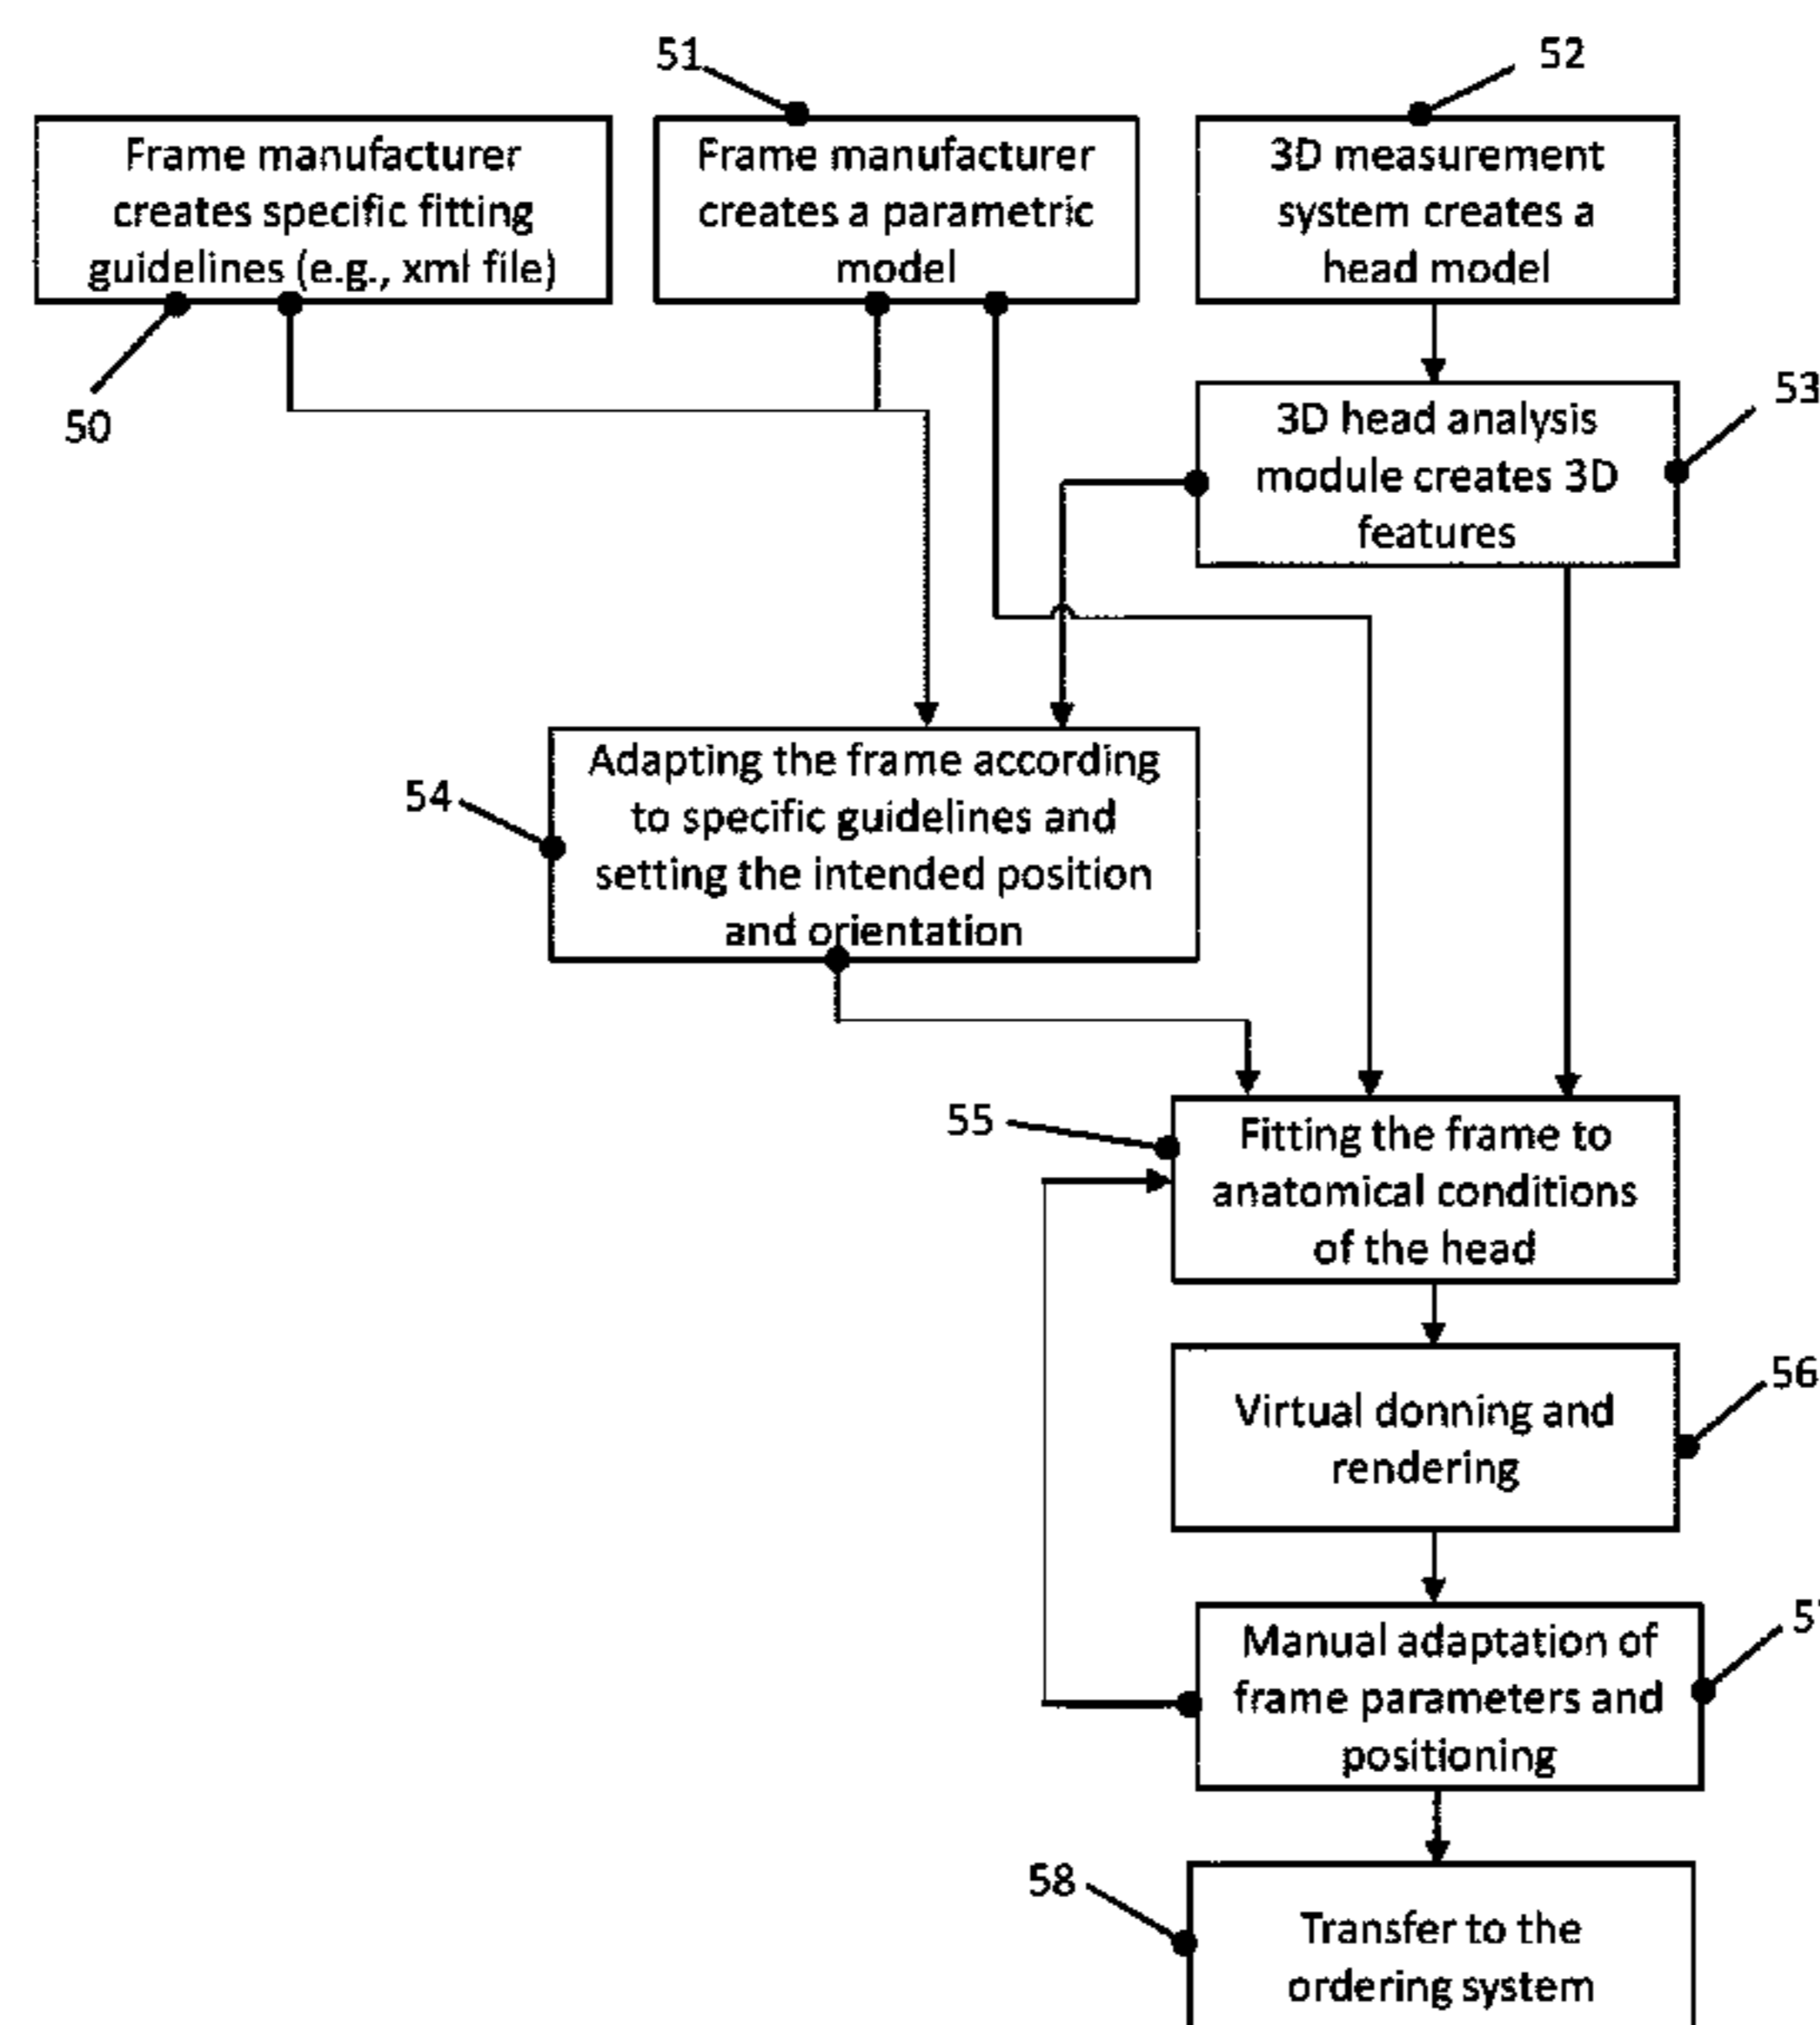 51
52
Frame manufacturer
creates specific fitting
guidelines (e.g., xml file)
Frame manufacturer
creates a parametric
model
3D measurement
system creates a
head model
50
53
3D head analysis
module creates 3D
features
54
Adapting the frame according
to specific guidelines and
setting the intended position
and orientation
55
Fitting the frame to
anatomical conditions
of the head
56
Virtual donning and
rendering
Manual adaptation of
frame parameters and
positioning
58
Transfer to the
ordering system